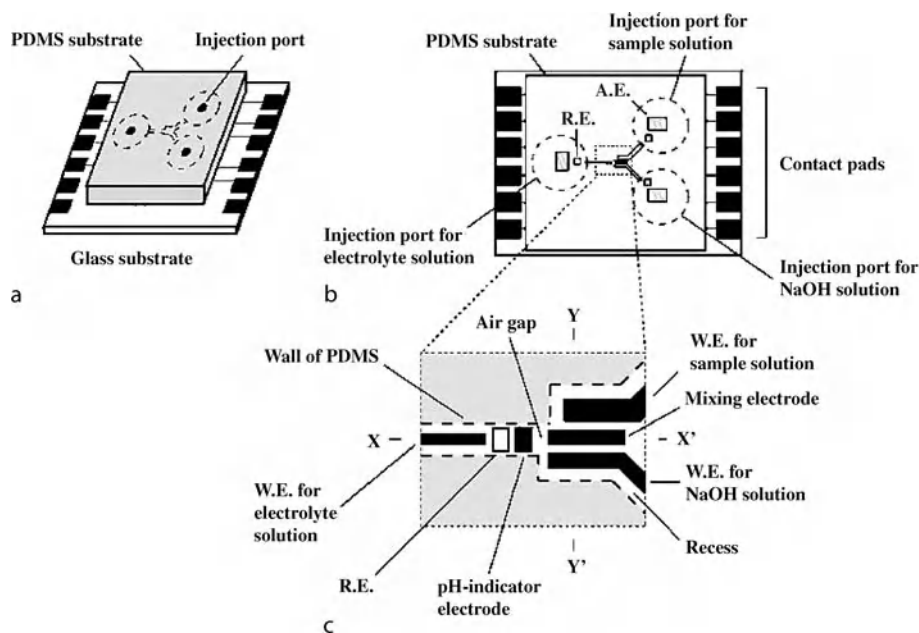 PDMS substrate
Injection port
Glass substrate
a
Injection port for
sample solution
PDMS substrate
A.E.
R.E.
Contact pads
Injection port for
electrolyte solution
Injection port for
NaOH solution
b
Y
Air gap
W.E. for
sample solution
Wall of PDMS
Mixing electrode
X
X'
W.E. for
electrolyte
solution
W.E. for
NaOH solution
Recess
R.E.
pH-indicator
electrode
Y'
c